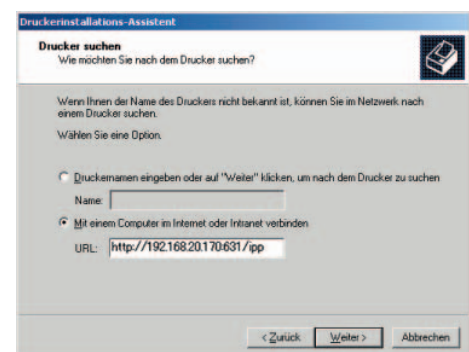 Druckerinstallations-Assistent
Drucker suchen
Wie möchten Sie nach dem Drucker suchen?
Wenn Ihnen der Name des Druckers nicht bekannt ist, können Sie im Netzwerk nach
einem Drucker suchen.
Wählen Sie eine Option.
Druckernamen eingeben oder auf "Weiter" klicken, um nach dem Drucker zu suchen
Name:
Mit einem Computer im Internet oder Intranet verbinden
URL: http://192.168.20.170:631/ipp
< Zurück Weiter > Abbrechen